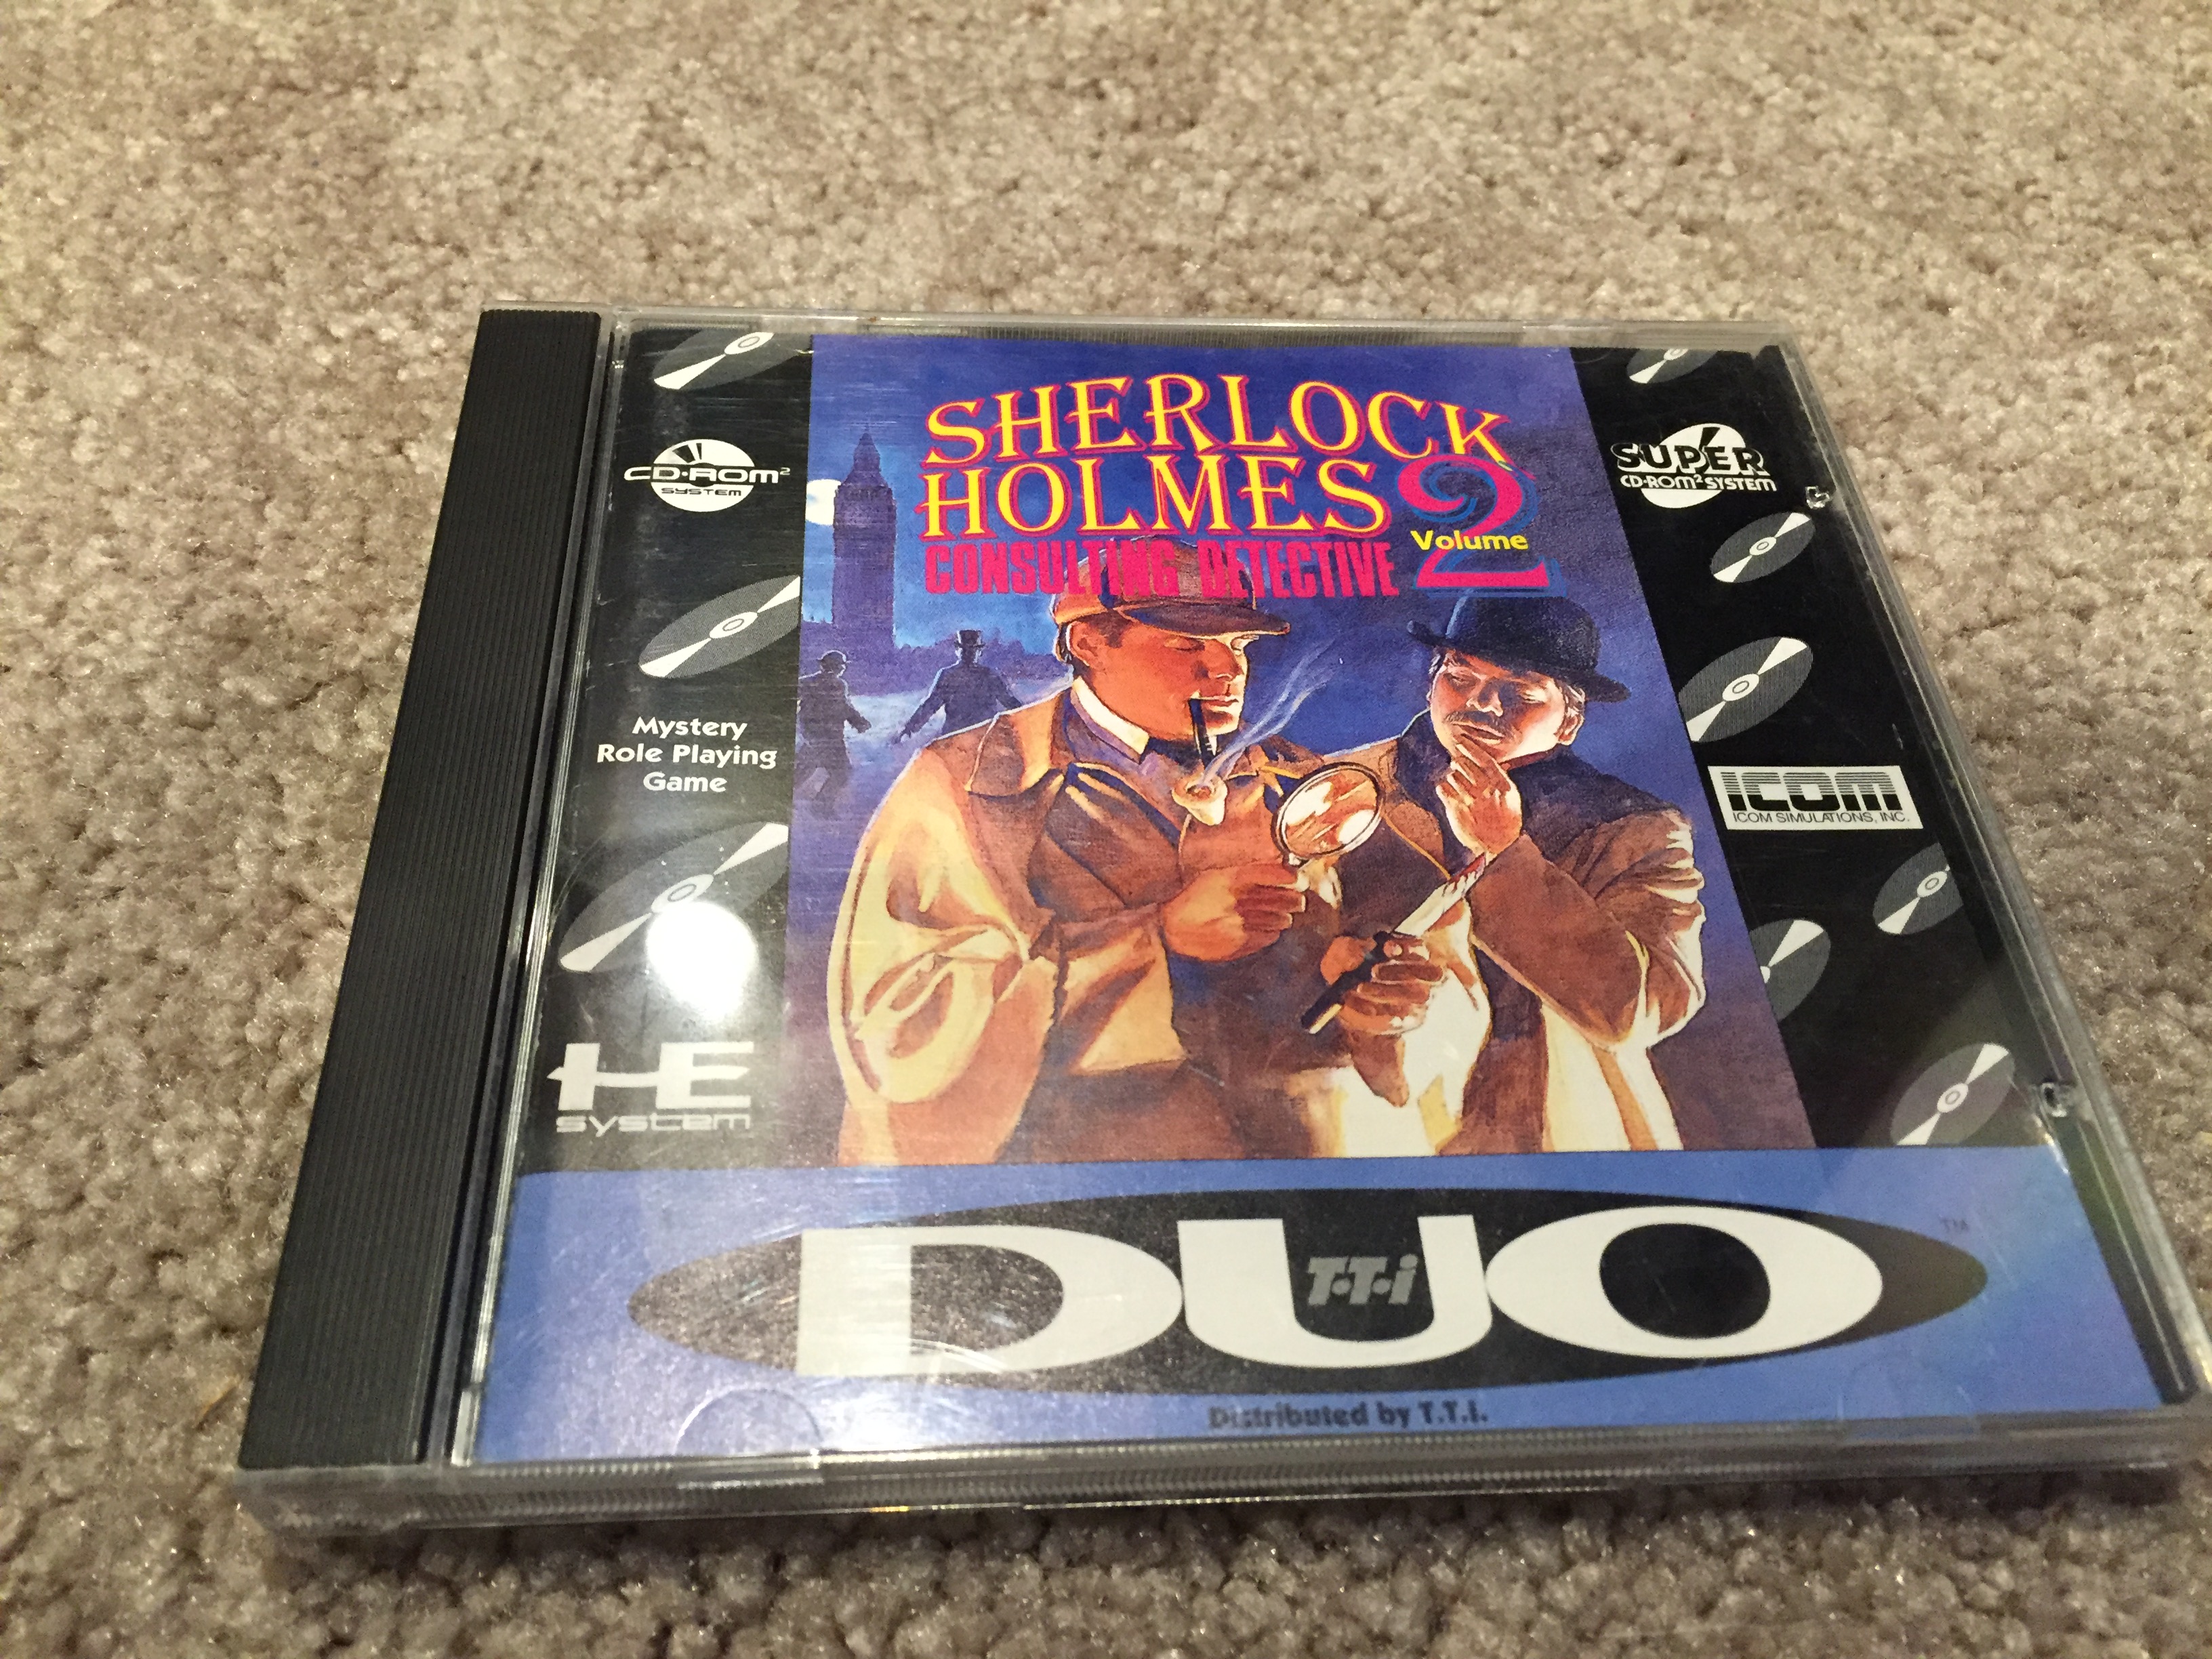 SHERLOCK
HOLMES
CONSULTING DETECTIVE
Volume
2
CD·ROM²
SYSTEM
SUPER
CD-ROM² SYSTEM
Mystery
Role Playing
Game
ICOM
ICOM SIMULATIONS, INC.
HE
system
DUO
T·T·i
TM
Distributed by T.T.i.